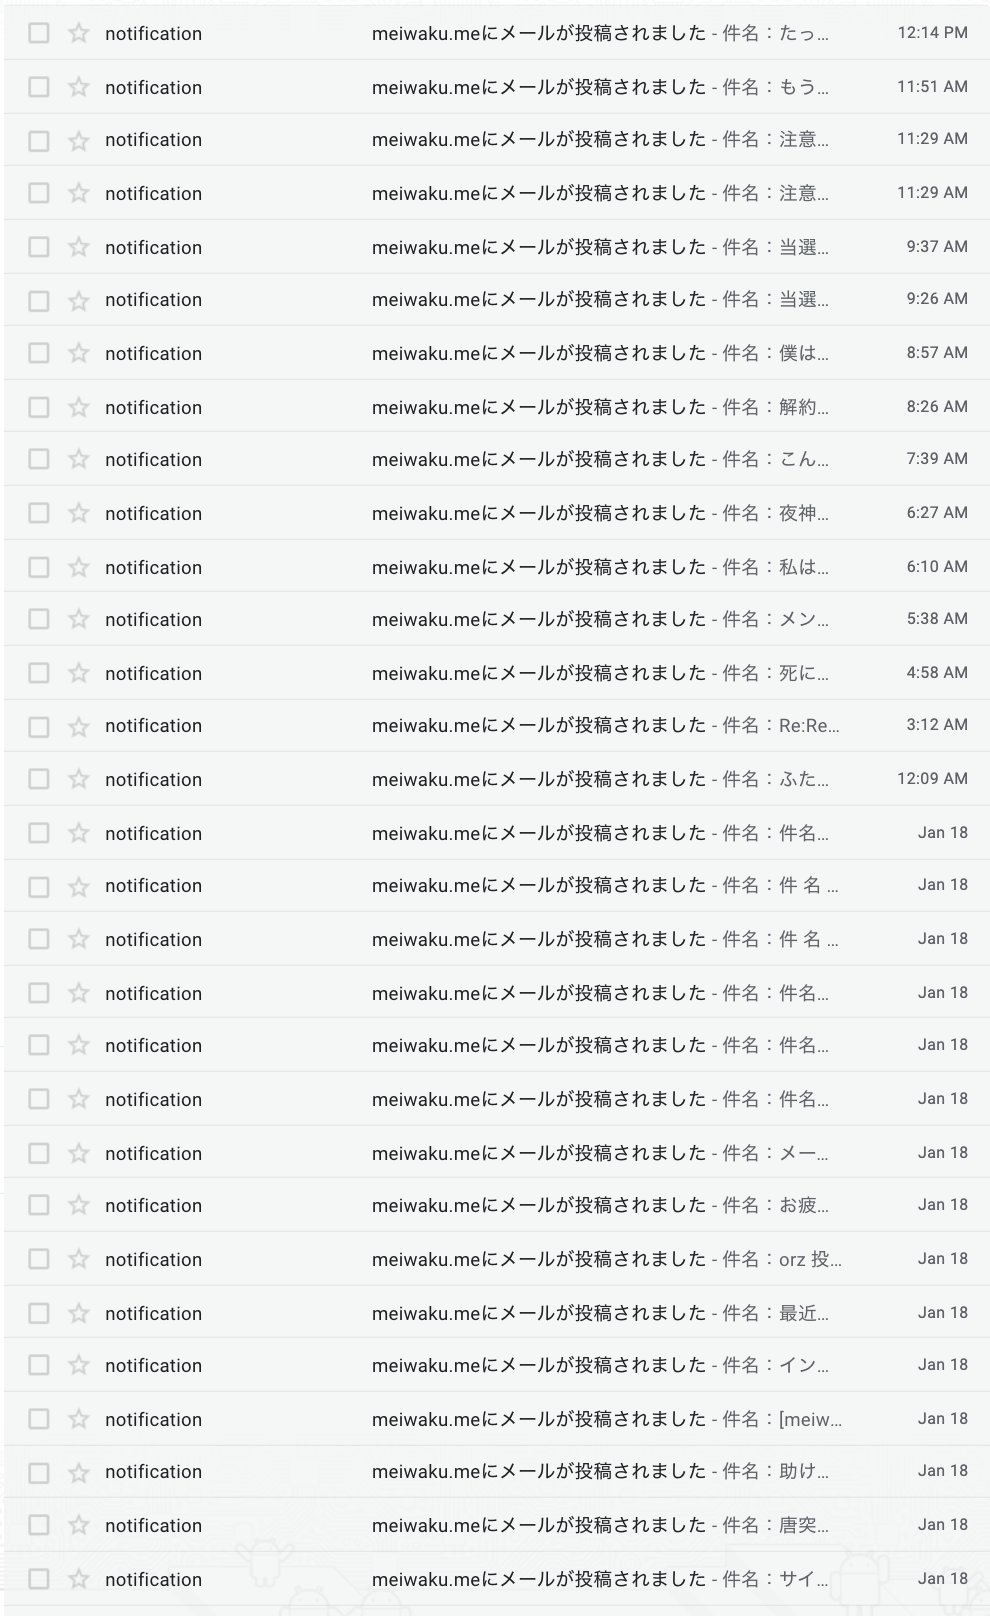 notification meiwaku.meにメールが投稿されました - 件名：たっ... 12:14 PM
notification meiwaku.meにメールが投稿されました - 件名：もう... 11:51 AM
notification meiwaku.meにメールが投稿されました - 件名：注意... 11:29 AM
notification meiwaku.meにメールが投稿されました - 件名：注意... 11:29 AM
notification meiwaku.meにメールが投稿されました - 件名：当選... 9:37 AM
notification meiwaku.meにメールが投稿されました - 件名：当選... 9:26 AM
notification meiwaku.meにメールが投稿されました - 件名：僕は... 8:57 AM
notification meiwaku.meにメールが投稿されました - 件名：解約... 8:26 AM
notification meiwaku.meにメールが投稿されました - 件名：こん... 7:39 AM
notification meiwaku.meにメールが投稿されました - 件名：夜神... 6:27 AM
notification meiwaku.meにメールが投稿されました - 件名：私は... 6:10 AM
notification meiwaku.meにメールが投稿されました - 件名：メン... 5:38 AM
notification meiwaku.meにメールが投稿されました - 件名：死に... 4:58 AM
notification meiwaku.meにメールが投稿されました - 件名：Re:Re... 3:12 AM
notification meiwaku.meにメールが投稿されました - 件名：ふた... 12:09 AM
notification meiwaku.meにメールが投稿されました - 件名：件名... Jan 18
notification meiwaku.meにメールが投稿されました - 件名：件 名 ... Jan 18
notification meiwaku.meにメールが投稿されました - 件名：件 名 ... Jan 18
notification meiwaku.meにメールが投稿されました - 件名：件名... Jan 18
notification meiwaku.meにメールが投稿されました - 件名：件名... Jan 18
notification meiwaku.meにメールが投稿されました - 件名：件名... Jan 18
notification meiwaku.meにメールが投稿されました - 件名：メー... Jan 18
notification meiwaku.meにメールが投稿されました - 件名：お疲... Jan 18
notification meiwaku.meにメールが投稿されました - 件名：orz 投... Jan 18
notification meiwaku.meにメールが投稿されました - 件名：最近... Jan 18
notification meiwaku.meにメールが投稿されました - 件名：イン... Jan 18
notification meiwaku.meにメールが投稿されました - 件名：[meiw... Jan 18
notification meiwaku.meにメールが投稿されました - 件名：助け... Jan 18
notification meiwaku.meにメールが投稿されました - 件名：唐突... Jan 18
notification meiwaku.meにメールが投稿されました - 件名：サイ... Jan 18